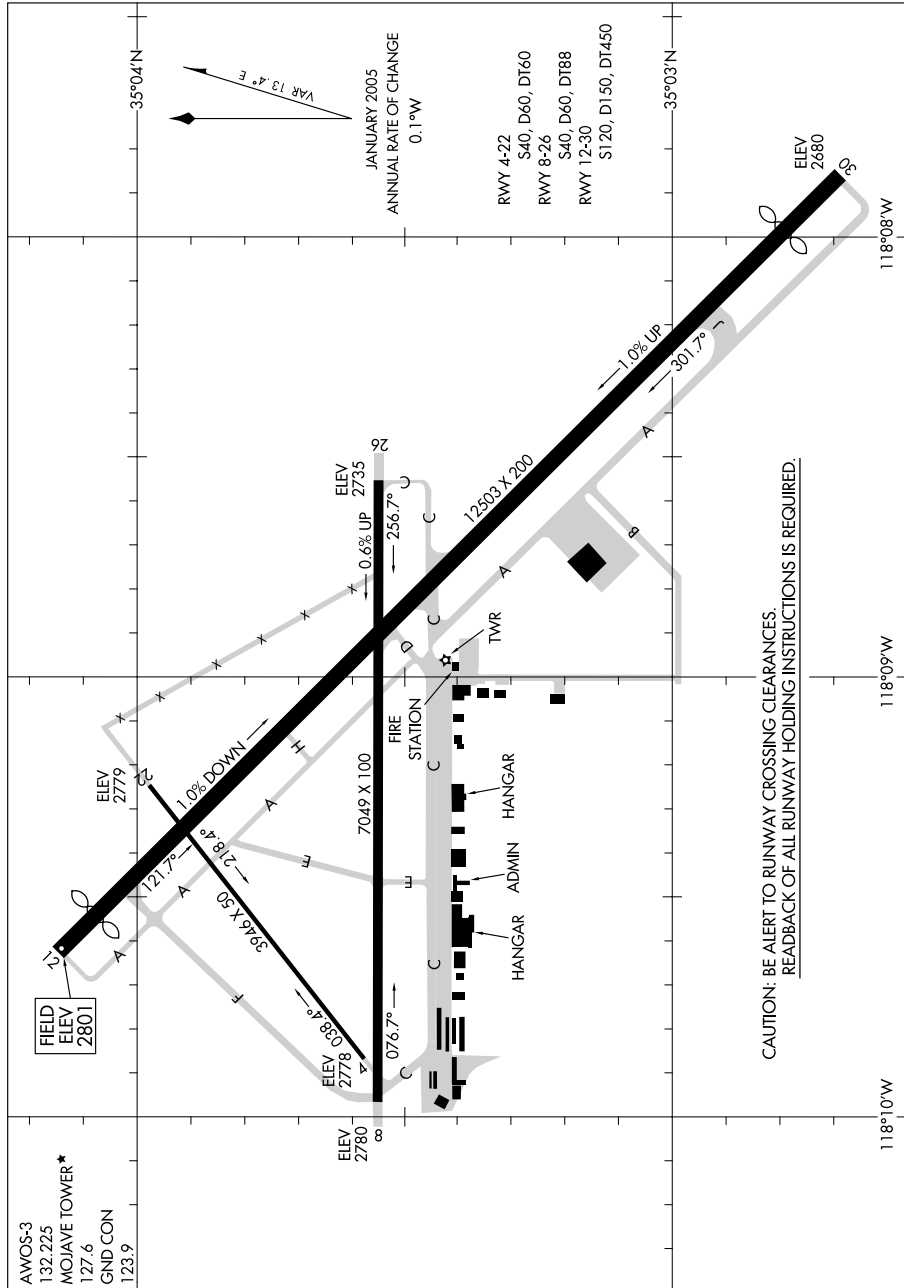 AWOS-3
132.225
MOJAVE TOWER★
127.6
GND CON
123.9
35°04'N
VAR 13.4° E
JANUARY 2005
ANNUAL RATE OF CHANGE
0.1°W
RWY 4-22
S40, D60, DT60
RWY 8-26
S40, D60, DT88
RWY 12-30
S120, D150, DT450
35°03'N
FIELD
ELEV
2801
12
A
121.7°
A
1.0% DOWN
ELEV
2779
22
218.4°
3946 X 50
038.4°
ELEV
2778
4
F
A
H
E
E
X
X
X
X
X
X
ELEV
2780
8
076.7°
7049 X 100
0.6% UP
256.7°
ELEV
2735
26
C
C
C
C
C
C
D
FIRE
STATION
TWR
HANGAR
ADMIN
HANGAR
12503 X 200
A
B
A
1.0% UP
301.7°
J
ELEV
2680
30
CAUTION: BE ALERT TO RUNWAY CROSSING CLEARANCES.
READBACK OF ALL RUNWAY HOLDING INSTRUCTIONS IS REQUIRED.
118°10'W
118°09'W
118°08'W